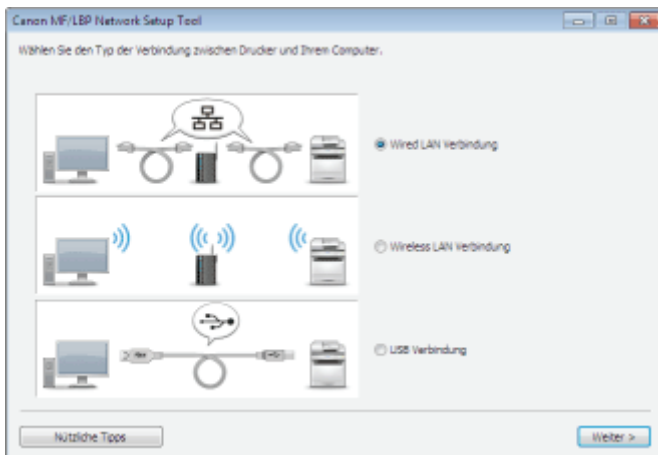 Canon MF/LBP Network Setup Tool
Wählen Sie den Typ der Verbindung zwischen Drucker und Ihrem Computer.
Wired LAN Verbindung
Wireless LAN Verbindung
USB Verbindung
Nützliche Tipps
Weiter >